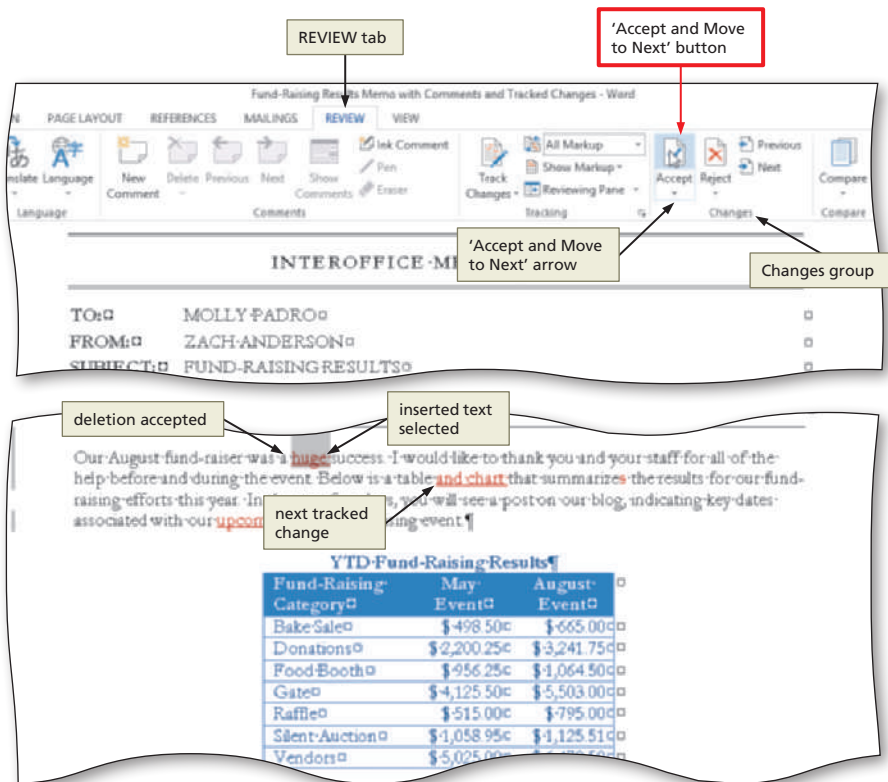 REVIEW tab
'Accept and Move
to Next' button
Fund-Raising Results Memo with Comments and Tracked Changes - Word
PAGE LAYOUT REFERENCES MAILINGS REVIEW VIEW
Language
New
Comment
Delete Previous Next Show
Comments
Ink Comment
Pen
Eraser
Track
Changes
All Markup
Show Markup
Reviewing Pane
Accept Reject
Previous
Next
Compare
Language Comments Tracking Changes Compare
'Accept and Move
to Next' arrow
Changes group
INTEROFFICE
TO: MOLLY PADRO
FROM: ZACH ANDERSON
SUBJECT: FUND-RAISING RESULTS
deletion accepted
inserted text
selected
Our August fund-raiser was a huge success. I would like to thank you and your staff for all of the
help before and during the event. Below is a table and chart that summarizes the results for our fund-
raising efforts this year. you will see a post on our blog, indicating key dates
associated with our event.¶
next tracked
change
YTD Fund-Raising Results¶
Fund-Raising May August
Category Event Event
Bake Sale $ 498.50 $ 665.00
Donations $ 2,200.25 $ 3,241.75
Food Booth $ 956.25 $ 1,064.50
Gate $ 4,125.50 $ 5,503.00
Raffle $ 515.00 $ 795.00
Silent Auction $ 1,058.95 $ 1,125.51
Vendors $ 5,025.00